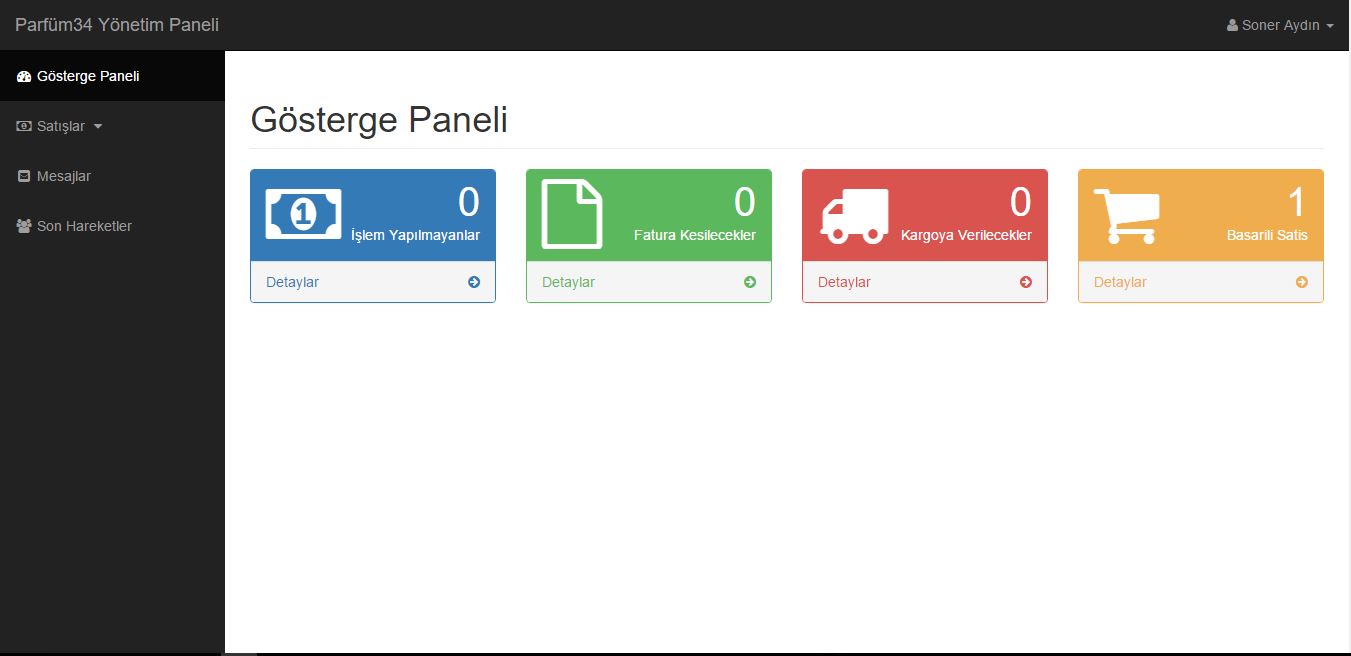 Parfüm34 Yönetim Paneli
Soner Aydın
Gösterge Paneli
Satışlar
Mesajlar
Son Hareketler
Gösterge Paneli
1
0
İşlem Yapılmayanlar
Detaylar
0
Fatura Kesilecekler
Detaylar
0
Kargoya Verilecekler
Detaylar
1
Basarili Satis
Detaylar